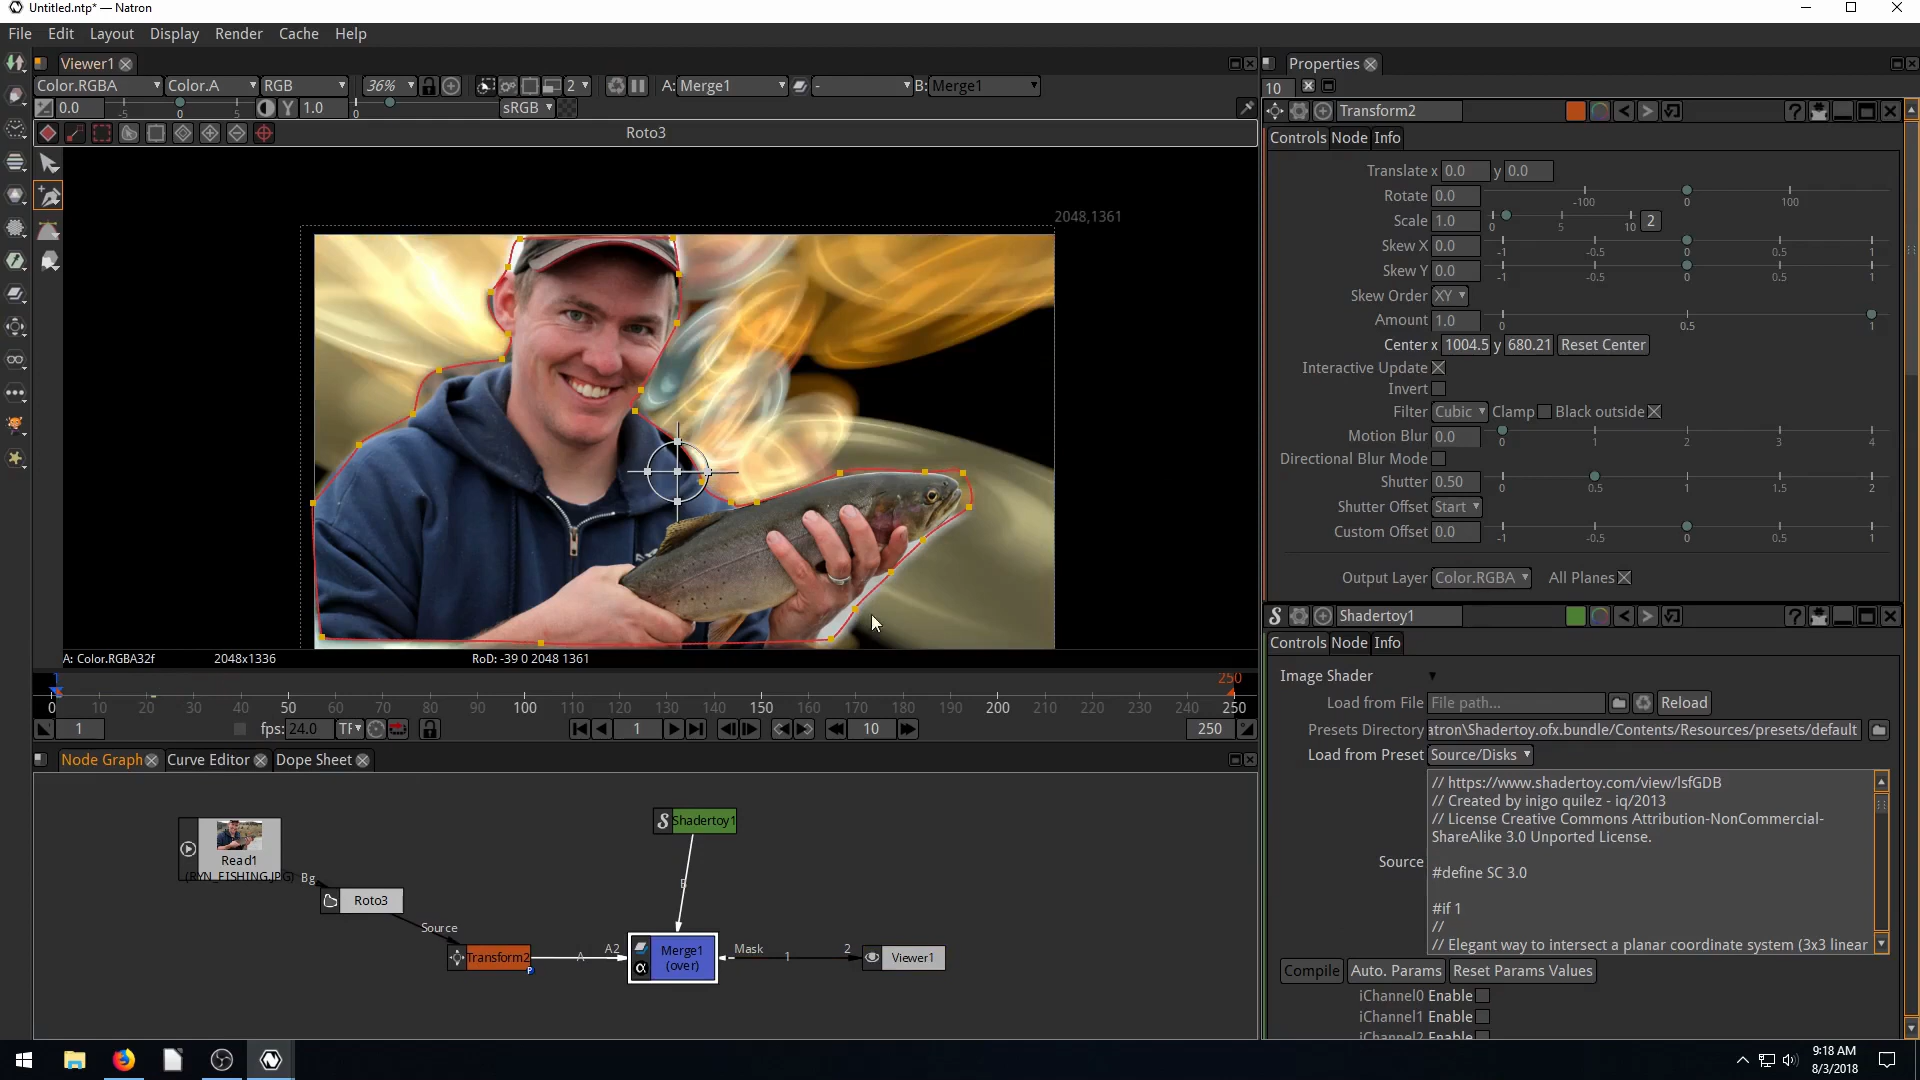 Untitled.ntp* — Natron
File Edit Layout Display Render Cache Help
Viewer1
Color.RGBA Color.A RGB 36% 2 A: Merge1 - B: Merge1
0.0 -5 0 5 Y 1.0 0 5 sRGB
Roto3
2048,1361
A: Color.RGBA32f 2048x1336 RoD: -39 0 2048 1361
250
0 10 20 30 40 50 60 70 80 90 100 110 120 130 140 150 160 170 180 190 200 210 220 230 240 250
1 fps: 24.0 TF 1 10 250
Node Graph Curve Editor Dope Sheet
Read1
(RYN_FISHING.JPG)
Bg
Roto3
Source
Transform2
P
A
A2
Shadertoy1
B
Merge1
(over)
Mask
1
2
Viewer1
Properties
10
Transform2
Controls Node Info
Translate x 0.0 y 0.0
Rotate 0.0 -100 0 100
Scale 1.0 0 5 10 2
Skew X 0.0 -1 -0.5 0 0.5 1
Skew Y 0.0 -1 -0.5 0 0.5 1
Skew Order XY
Amount 1.0 0 0.5 1
Center x 1004.5 y 680.21 Reset Center
Interactive Update
Invert
Filter Cubic Clamp Black outside
Motion Blur 0.0 0 1 2 3 4
Directional Blur Mode
Shutter 0.50 0 0.5 1 1.5 2
Shutter Offset Start
Custom Offset 0.0 -1 -0.5 0 0.5 1
Output Layer Color.RGBA All Planes
Shadertoy1
Controls Node Info
Image Shader
Load from File File path... Reload
Presets Directory atron\Shadertoy.ofx.bundle/Contents/Resources/presets/default
Load from Preset Source/Disks
Source
// https://www.shadertoy.com/view/lsfGDB
// Created by inigo quilez - iq/2013
// License Creative Commons Attribution-NonCommercial-
ShareAlike 3.0 Unported License.
#define SC 3.0
#if 1
//
// Elegant way to intersect a planar coordinate system (3x3 linear
Compile Auto. Params Reset Params Values
iChannel0 Enable
iChannel1 Enable
iChannel2 Enable
9:18 AM
8/3/2018